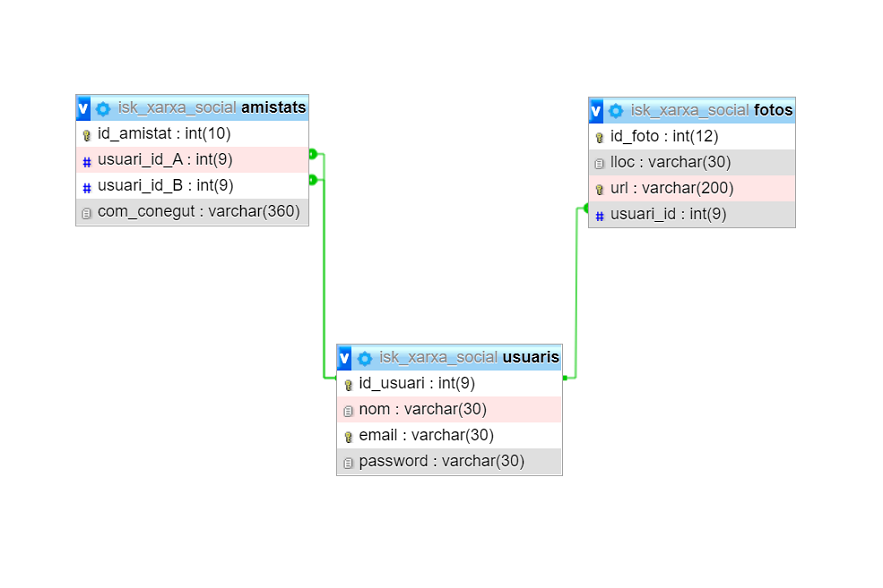 v isk_xarxa_social amistats
id_amistat : int(10)
# usuari_id_A : int(9)
# usuari_id_B : int(9)
com_conegut : varchar(360)
v isk_xarxa_social fotos
id_foto : int(12)
lloc : varchar(30)
url : varchar(200)
# usuari_id : int(9)
v isk_xarxa_social usuaris
id_usuari : int(9)
nom : varchar(30)
email : varchar(30)
password : varchar(30)